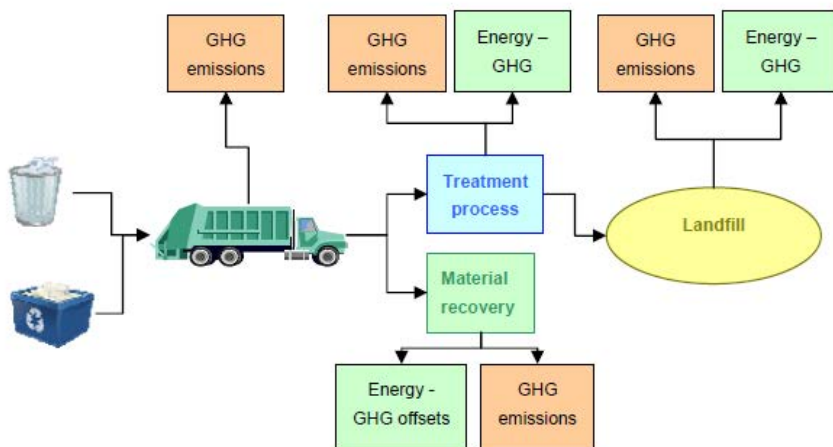 GHG
emissions
GHG
emissions
Energy –
GHG
GHG
emissions
Energy –
GHG
Treatment
process
Landfill
Material
recovery
Energy -
GHG offsets
GHG
emissions